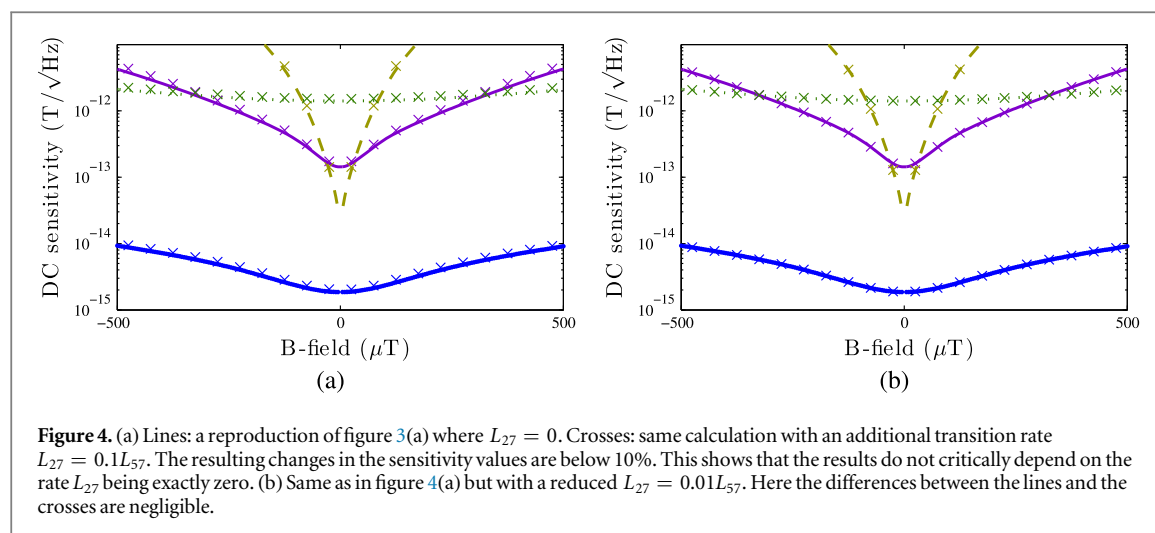 DC sensitivity (T/√Hz)
10⁻¹²
10⁻¹³
10⁻¹⁴
10⁻¹⁵
−500
0
500
B-field (μT)
(a)
DC sensitivity (T/√Hz)
10⁻¹²
10⁻¹³
10⁻¹⁴
10⁻¹⁵
−500
0
500
B-field (μT)
(b)
Figure 4. (a) Lines: a reproduction of figure 3(a) where L₂₇ = 0. Crosses: same calculation with an additional transition rate
L₂₇ = 0.1L₅₇. The resulting changes in the sensitivity values are below 10%. This shows that the results do not critically depend on the
rate L₂₇ being exactly zero. (b) Same as in figure 4(a) but with a reduced L₂₇ = 0.01L₅₇. Here the differences between the lines and the
crosses are negligible.